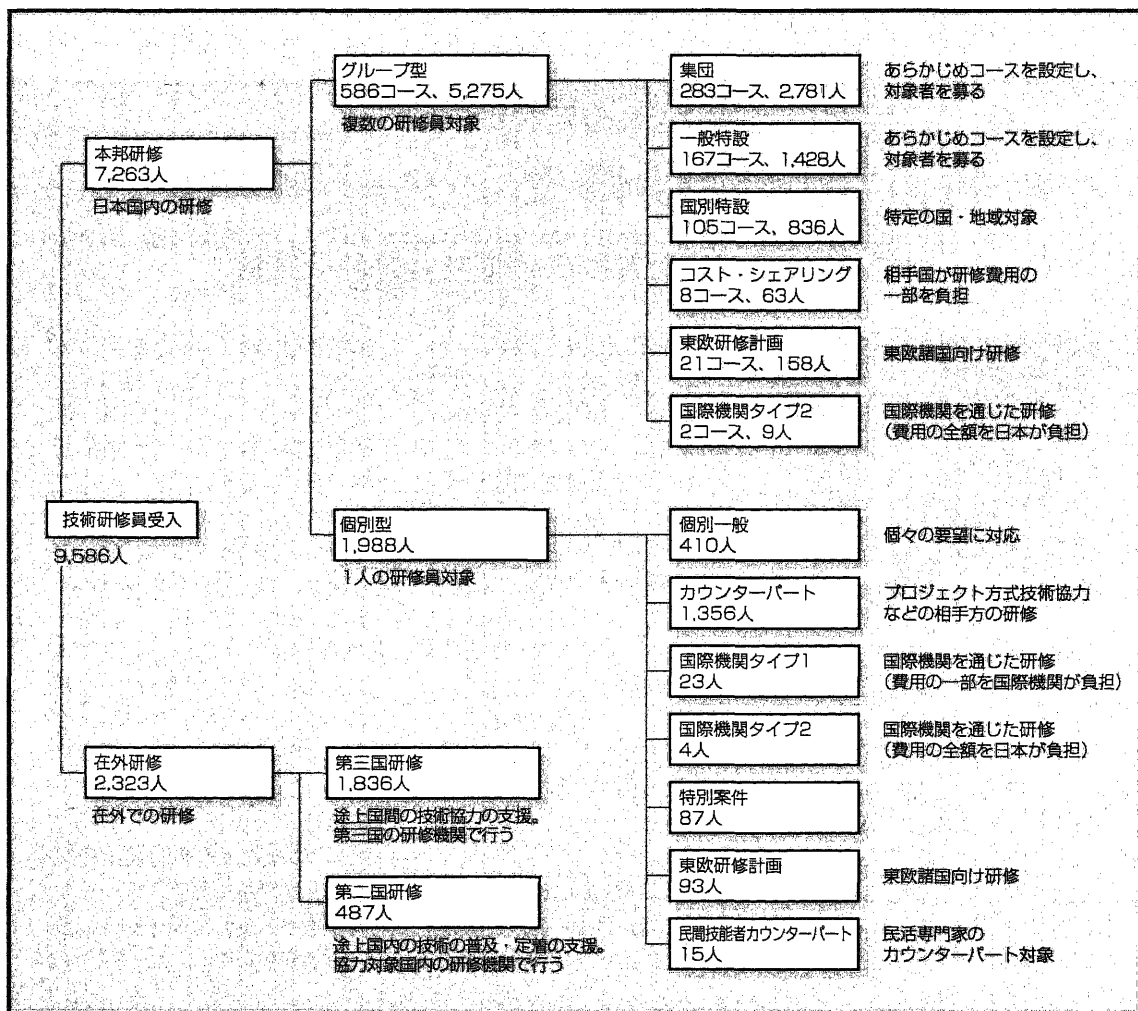 技術研修員受入
9,586人
本邦研修
7,263人
日本国内の研修
グループ型
586コース、5,275人
複数の研修員対象
集団
283コース、2,781人
あらかじめコースを設定し、
対象者を募る
一般特設
167コース、1,428人
あらかじめコースを設定し、
対象者を募る
国別特設
105コース、836人
特定の国・地域対象
コスト・シェアリング
8コース、63人
相手国が研修費用の
一部を負担
東欧研修計画
21コース、158人
東欧諸国向け研修
国際機関タイプ2
2コース、9人
国際機関を通じた研修
(費用の全額を日本が負担)
個別型
1,988人
1人の研修員対象
個別一般
410人
個々の要望に対応
カウンターパート
1,356人
プロジェクト方式技術協力
などの相手方の研修
国際機関タイプ1
23人
国際機関を通じた研修
(費用の一部を国際機関が負担)
国際機関タイプ2
4人
国際機関を通じた研修
(費用の全額を日本が負担)
特別案件
87人
東欧研修計画
93人
東欧諸国向け研修
民間技能者カウンターパート
15人
民活専門家の
カウンターパート対象
在外研修
2,323人
在外での研修
第三国研修
1,836人
途上国間の技術協力の支援。
第三国の研修機関で行う
第二国研修
487人
途上国内の技術の普及・定着の支援。
協力対象国内の研修機関で行う